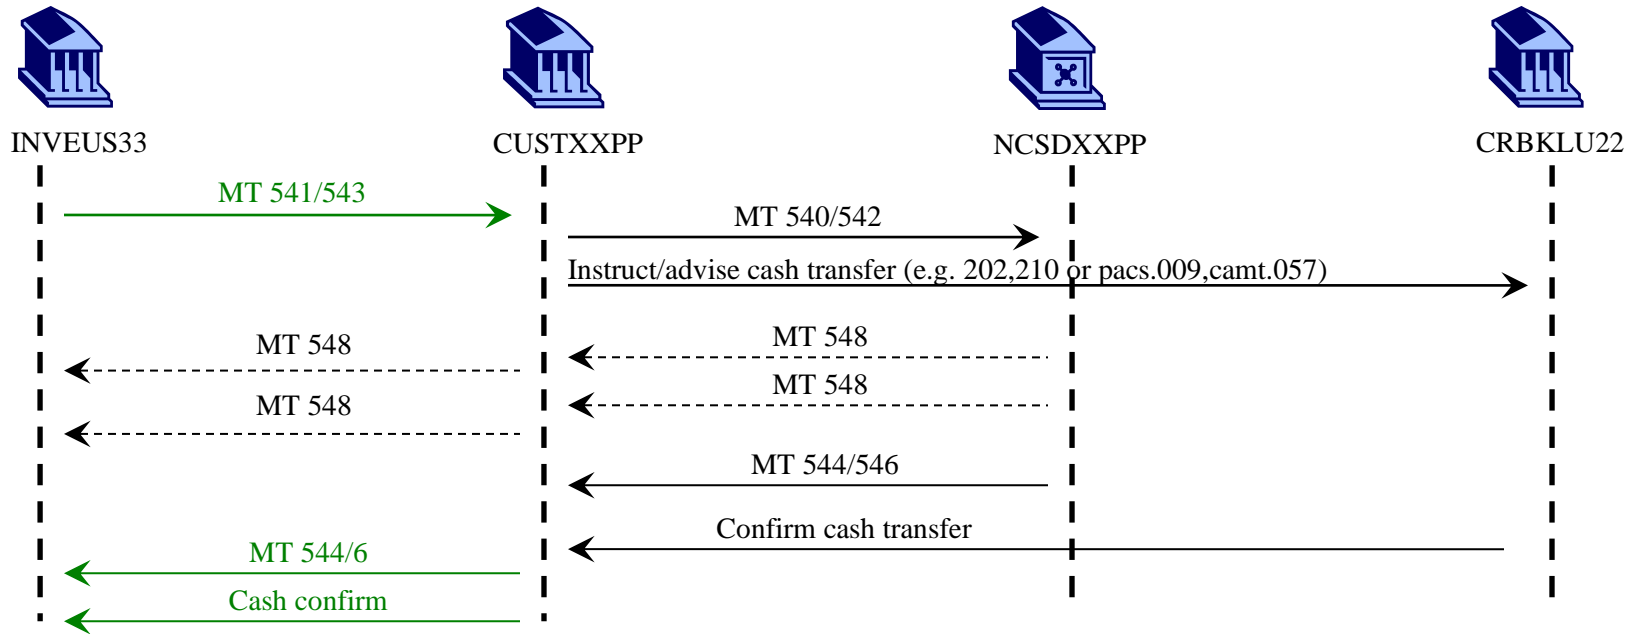 INVEUS33
CUSTXXPP
NCSDXXPP
CRBKLU22
MT 541/543
MT 540/542
Instruct/advise cash transfer (e.g. 202,210 or pacs.009,camt.057)
MT 548
MT 548
MT 548
MT 548
MT 544/546
Confirm cash transfer
MT 544/6
Cash confirm